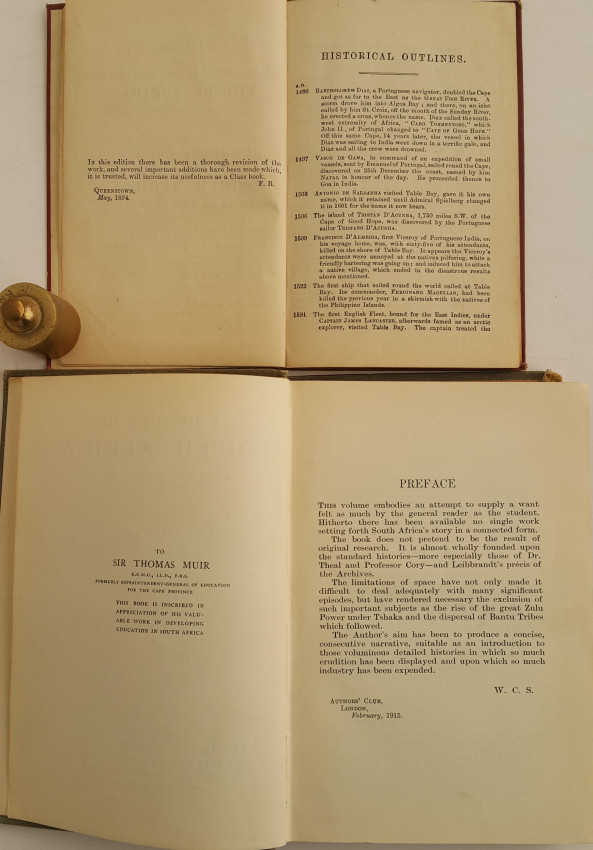 In this edition there has been a thorough revision of the
work, and several important additions have been made which,
it is trusted, will increase its usefulness as a Class book.
F. B.
QUEENSTOWN,
May, 1894.
HISTORICAL OUTLINES.
A.D.
1486 BARTHOLOMEW DIAZ, a Portuguese navigator, doubled the Cape
and got as far to the East as the GREAT FISH RIVER. A
storm drove him into Algoa Bay; and there, on an islet
called by him St. Croix, off the mouth of the Sunday River,
he erected a cross, whence the name. Diaz called the south-
west extremity of Africa, "CABO TORMENTOSO," which
John II., of Portugal changed to "CAPE OF GOOD HOPE."
Off this same Cape, 14 years later, the vessel in which
Diaz was sailing to India went down in a terrific gale, and
Diaz and all the crew were drowned.
1497 VASCO DE GAMA, in command of an expedition of small
vessels, sent by Emanuel of Portugal, sailed round the Cape,
discovered on 25th December the coast, named by him
NATAL in honour of the day. He proceeded thence to
Goa in India.
1503 ANTONIO DE SALDANHA visited Table Bay, gave it his own
name, which it retained until Admiral Spielberg changed
it in 1601 for the name it now bears.
1506 The island of TRISTAN D'ACUNHA, 1,750 miles S.W. of the
Cape of Good Hope, was discovered by the Portuguese
sailor TRISTANO D'ACUNHA.
1509 FRANCISCO D'ALMEIDA, first Viceroy of Portuguese India, on
his voyage home, was, with sixty-five of his attendants,
killed on the shore of Table Bay. It appears the Viceroy's
attendants were annoyed at the natives pilfering, while a
friendly bartering was going on; and induced him to attack
a native village, which ended in the disastrous results
above mentioned.
1522 The first ship that sailed round the world called at Table
Bay. Its commander, FERDINAND MAGELLAN, had been
killed the previous year in a skirmish with the natives of
the Philippine Islands.
1591 The first English Fleet, bound for the East Indies, under
CAPTAIN JAMES LANCASTER, afterwards famed as an arctic
explorer, visited Table Bay. The captain treated the
TO
SIR THOMAS MUIR
K.C.M.G., LL.D., F.R.S.
FORMERLY SUPERINTENDENT-GENERAL OF EDUCATION
FOR THE CAPE PROVINCE
THIS BOOK IS INSCRIBED IN
APPRECIATION OF HIS VALU-
ABLE WORK IN DEVELOPING
EDUCATION IN SOUTH AFRICA
PREFACE
THIS volume embodies an attempt to supply a want
felt as much by the general reader as the student.
Hitherto there has been available no single work
setting forth South Africa's story in a connected form.
The book does not pretend to be the result of
original research. It is almost wholly founded upon
the standard histories—more especially those of Dr.
Theal and Professor Cory—and Leibbrandt's précis of
the Archives.
The limitations of space have not only made it
difficult to deal adequately with many significant
episodes, but have rendered necessary the exclusion of
such important subjects as the rise of the great Zulu
Power under Tshaka and the dispersal of Bantu Tribes
which followed.
The Author's aim has been to produce a concise,
consecutive narrative, suitable as an introduction to
those voluminous detailed histories in which so much
erudition has been displayed and upon which so much
industry has been expended.
W. C. S.
AUTHORS' CLUB,
LONDON,
February, 1915.